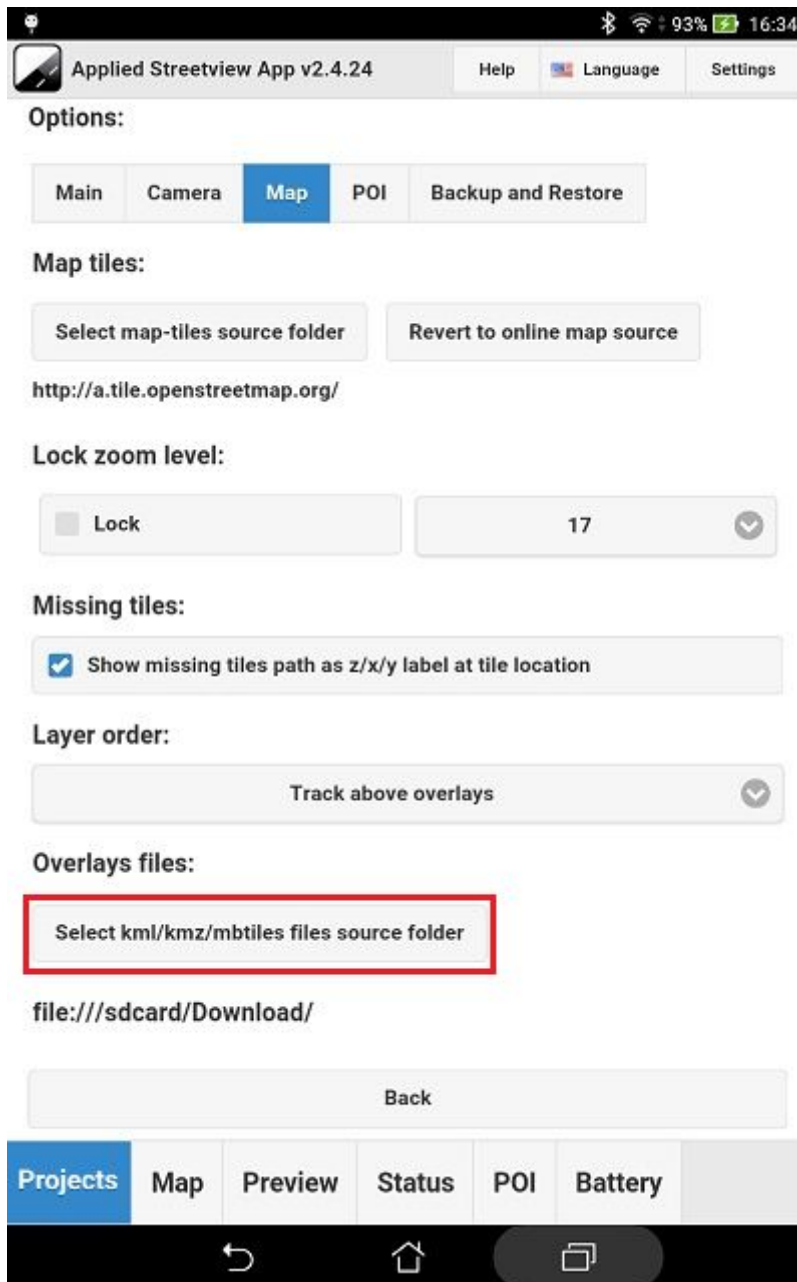 93% 16:34
Applied Streetview App v2.4.24 Help Language Settings
Options:
Main Camera Map POI Backup and Restore
Map tiles:
Select map-tiles source folder Revert to online map source
http://a.tile.openstreetmap.org/
Lock zoom level:
Lock 17
Missing tiles:
Show missing tiles path as z/x/y label at tile location
Layer order:
Track above overlays
Overlays files:
Select kml/kmz/mbtiles files source folder
file:///sdcard/Download/
Back
Projects Map Preview Status POI Battery